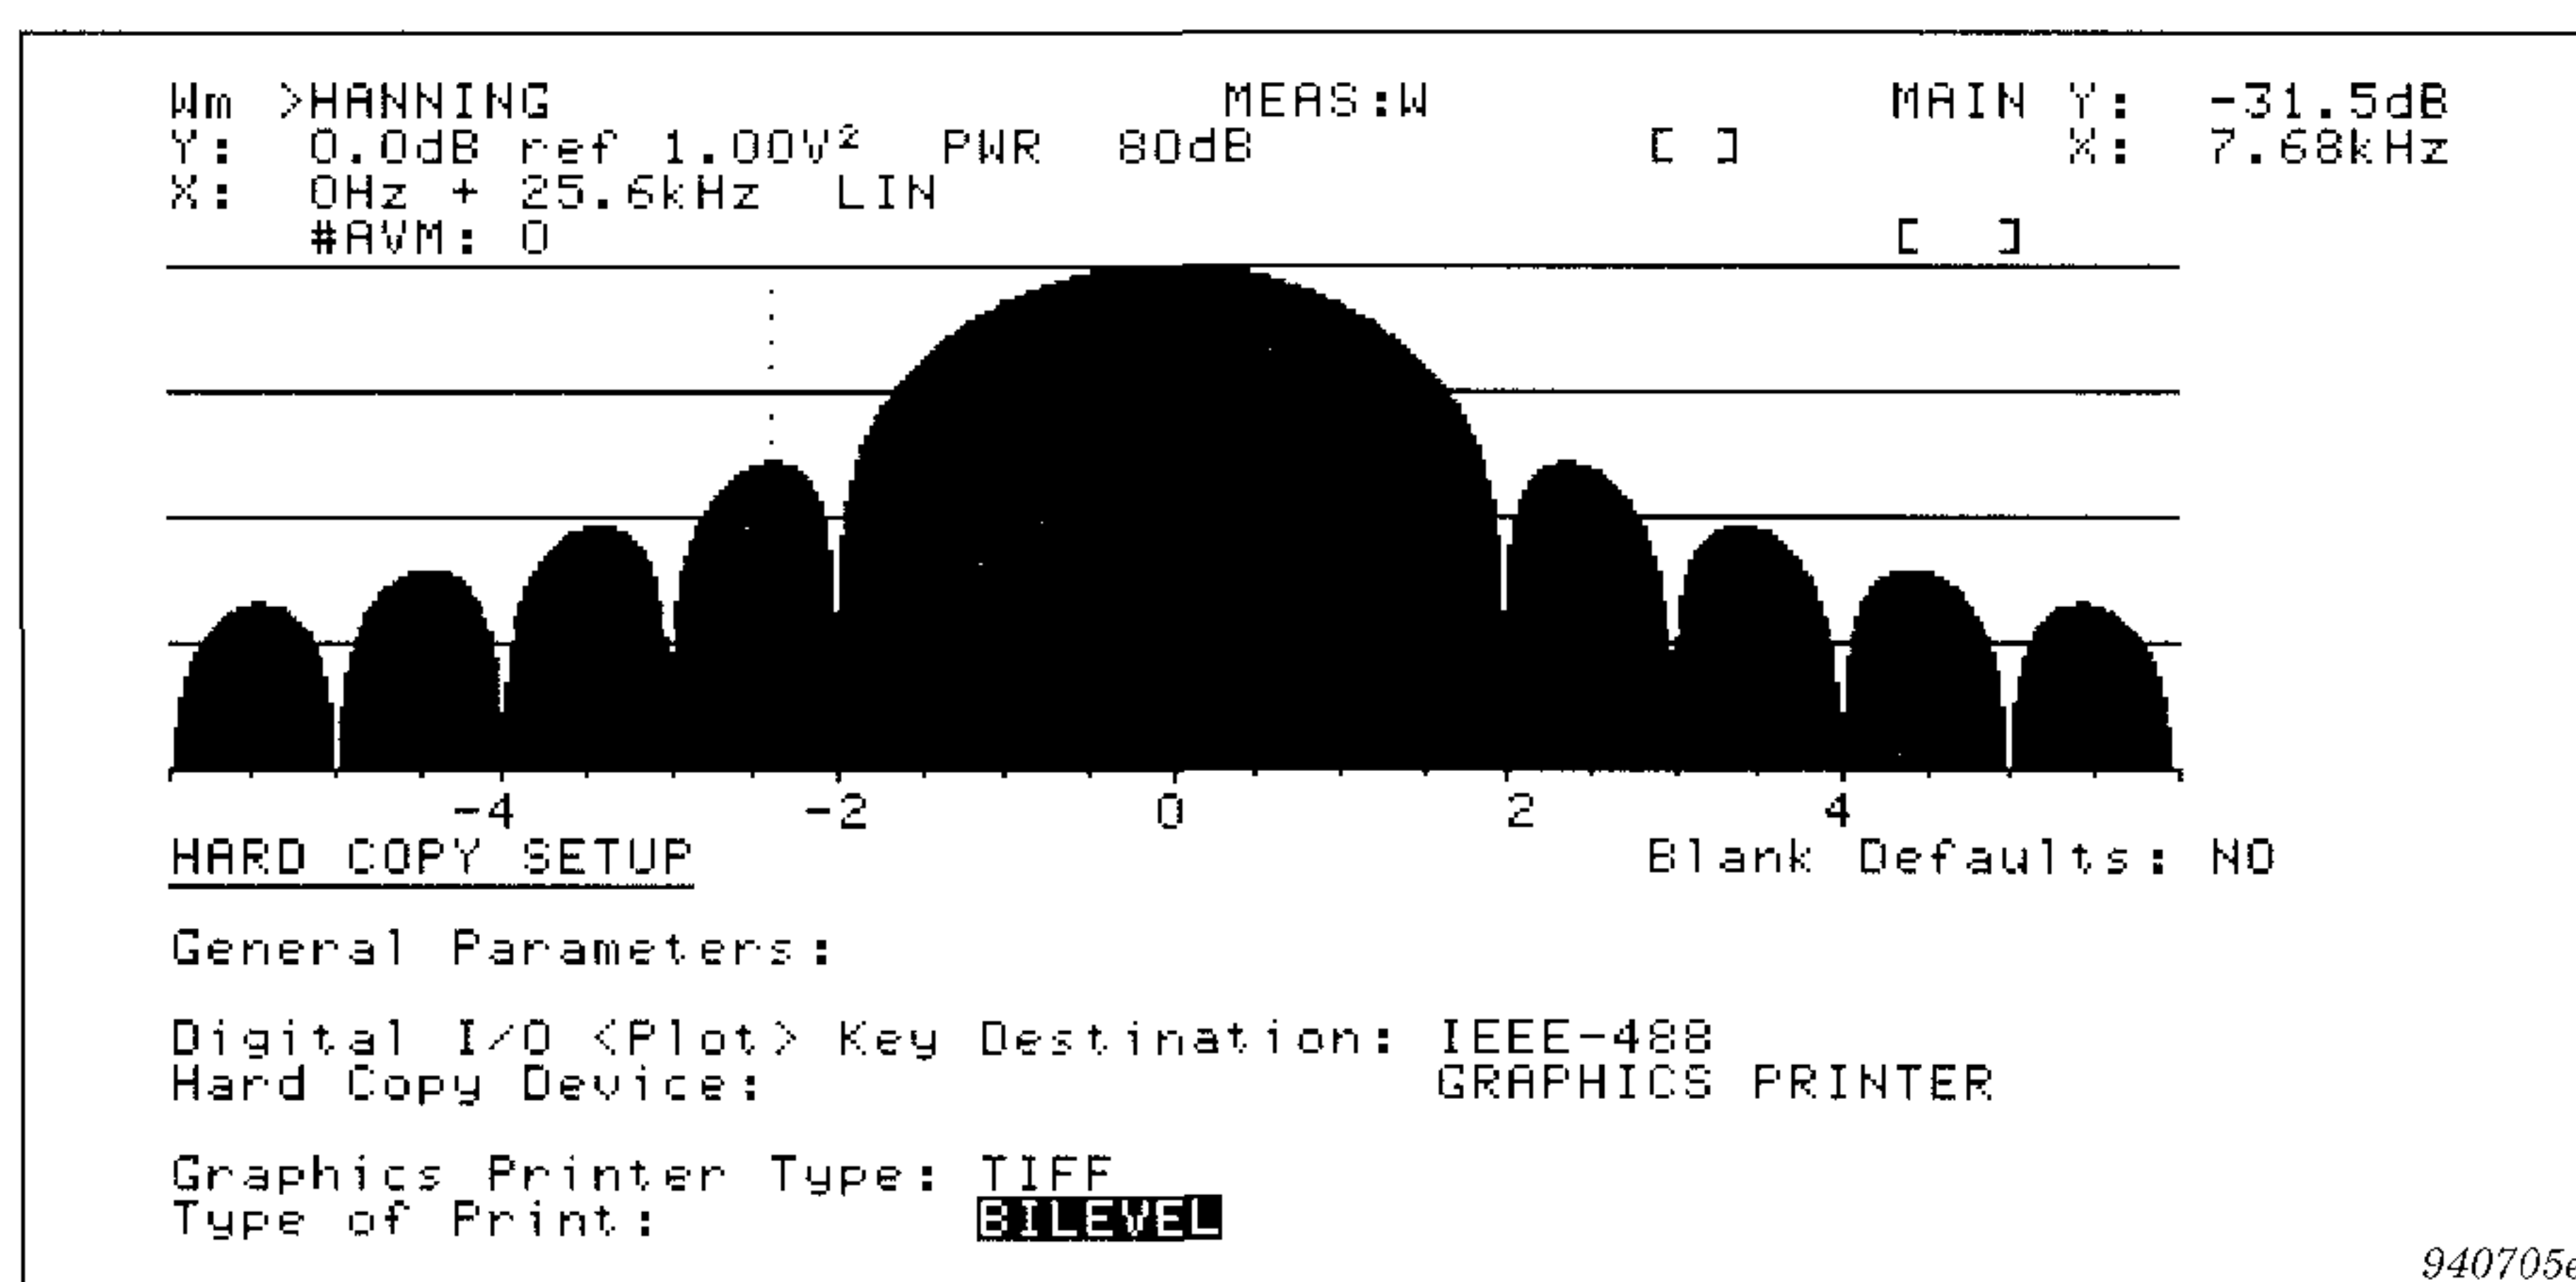 Wm >HANNING MEAS:W MAIN Y: -31.5dB
Y: 0.0dB ref 1.00V² PWR 80dB [ ] X: 7.68kHz
X: 0Hz + 25.6kHz LIN
#AVM: 0 [ ]
-4 -2 0 2 4
HARD COPY SETUP Blank Defaults: NO
General Parameters:
Digital I/O <Plot> Key Destination: IEEE-488
Hard Copy Device: GRAPHICS PRINTER
Graphics Printer Type: TIFF
Type of Print: BILEVEL
940705e